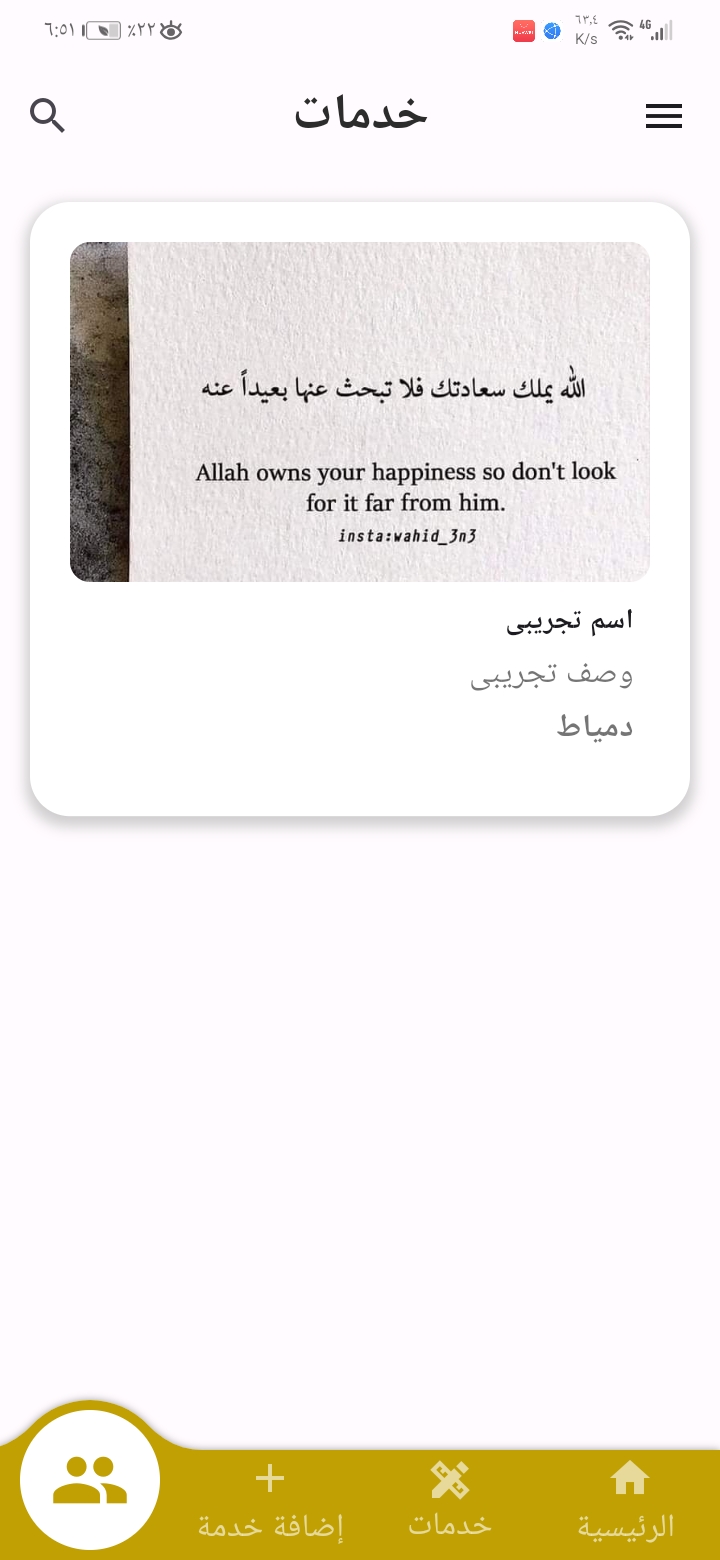 ٦:٥١
٪٢٢
٦٣,٤
K/s
4G
HUAWEI
خدمات
الله يملك سعادتك فلا تبحث عنها بعيداً عنه
Allah owns your happiness so don't look
for it far from him.
insta:wahid_3n3
اسم تجريبى
وصف تجريبى
دمياط
الرئيسية
خدمات
إضافة خدمة